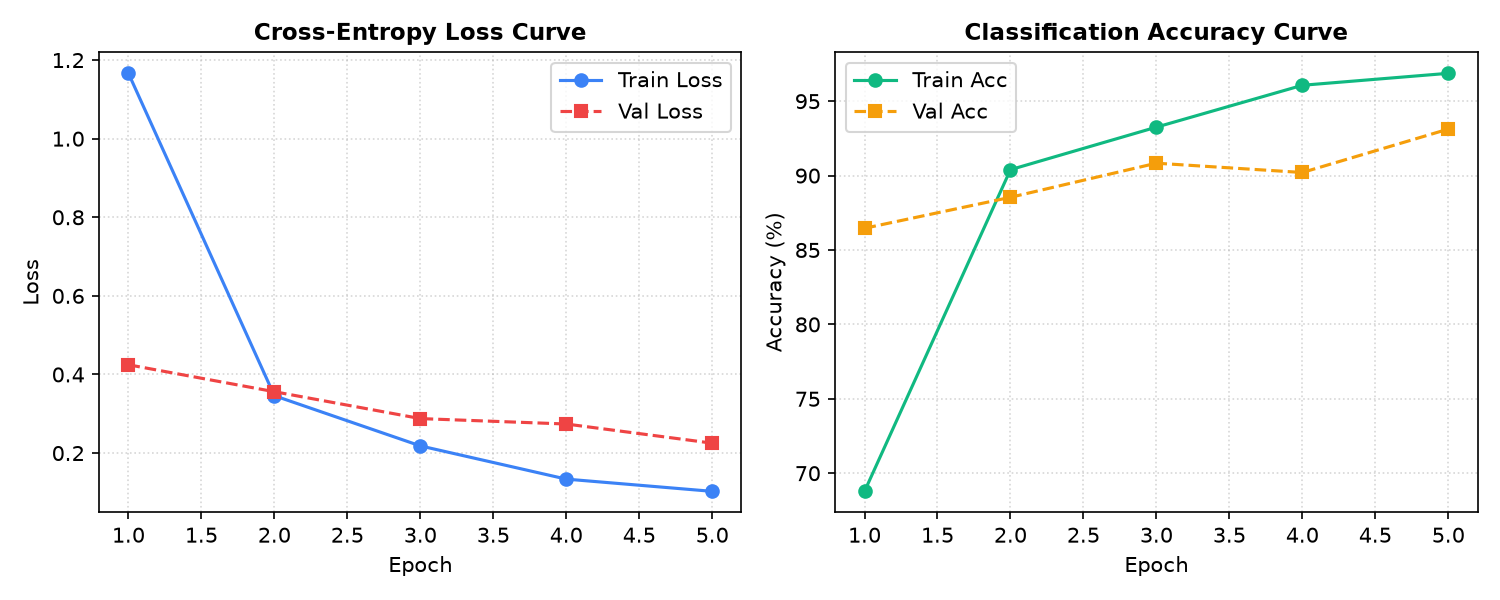 Cross-Entropy Loss Curve
Train Loss
Val Loss
Loss
1.2
1.0
0.8
0.6
0.4
0.2
1.0 1.5 2.0 2.5 3.0 3.5 4.0 4.5 5.0
Epoch
Classification Accuracy Curve
Train Acc
Val Acc
Accuracy (%)
95
90
85
80
75
70
1.0 1.5 2.0 2.5 3.0 3.5 4.0 4.5 5.0
Epoch